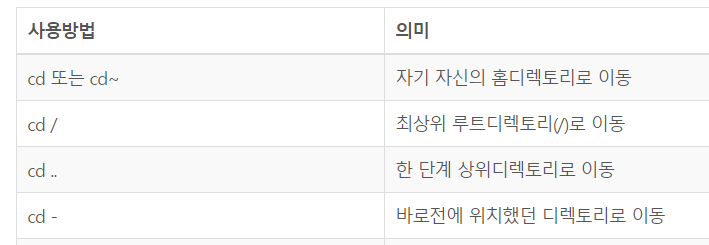 사용방법 의미
cd 또는 cd~ 자기 자신의 홈디렉토리로 이동
cd / 최상위 루트디렉토리(/)로 이동
cd .. 한 단계 상위디렉토리로 이동
cd - 바로전에 위치했던 디렉토리로 이동